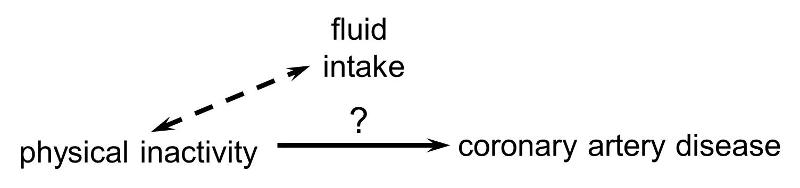 fluid
intake
?
physical inactivity
coronary artery disease